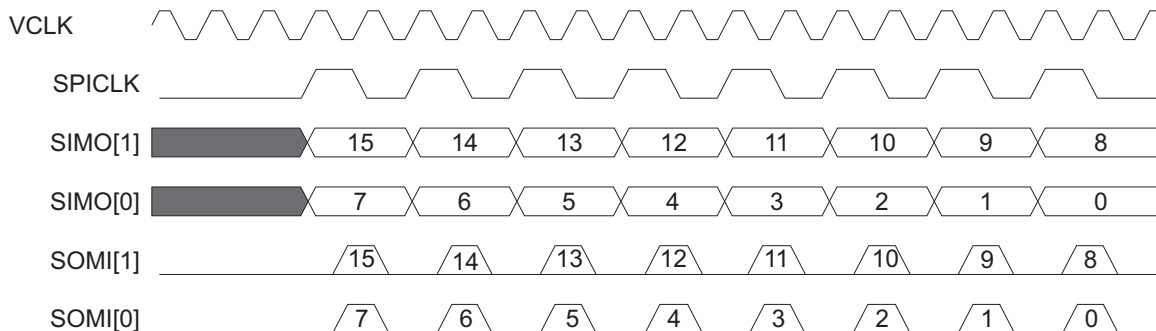 VCLK
SPICLK
SIMO[1] 15 14 13 12 11 10 9 8
SIMO[0] 7 6 5 4 3 2 1 0
SOMI[1] 15 14 13 12 11 10 9 8
SOMI[0] 7 6 5 4 3 2 1 0